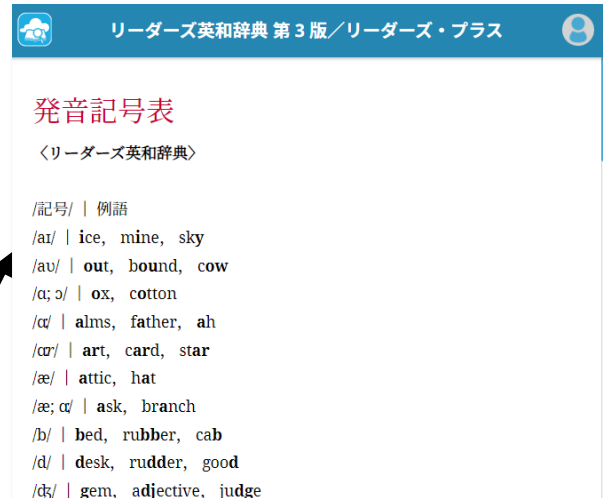 リーダーズ英和辞典 第3版／リーダーズ・プラス
発音記号表
〈リーダーズ英和辞典〉
/記号/ | 例語
/aɪ/ | ice, mine, sky
/aʊ/ | out, bound, cow
/ɑ; ɔ/ | ox, cotton
/ɑ/ | alms, father, ah
/ɑr/ | art, card, star
/æ/ | attic, hat
/æ; ɑ/ | ask, branch
/b/ | bed, rubber, cab
/d/ | desk, rudder, good
/ʤ/ | gem, adjective, judge